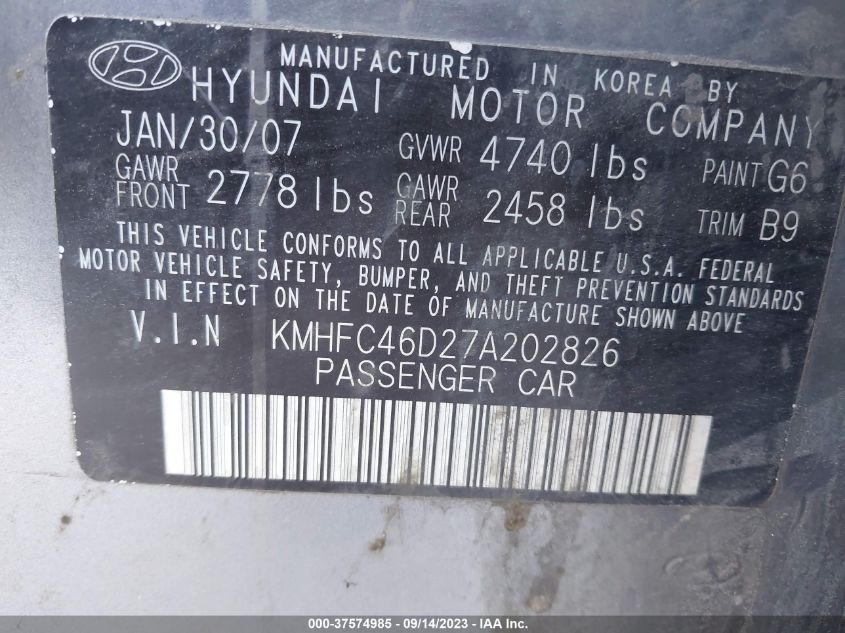 MANUFACTURED IN KOREA BY
HYUNDAI MOTOR COMPANY
JAN/30/07 GVWR 4740 lbs PAINT G6
GAWR FRONT 2778 lbs GAWR REAR 2458 lbs TRIM B9
THIS VEHICLE CONFORMS TO ALL APPLICABLE U.S.A. FEDERAL
MOTOR VEHICLE SAFETY, BUMPER, AND THEFT PREVENTION STANDARDS
IN EFFECT ON THE DATE OF MANUFACTURE SHOWN ABOVE
V.I.N KMHFC46D27A202826
PASSENGER CAR
000-37574985 - 09/14/2023 - IAA Inc.